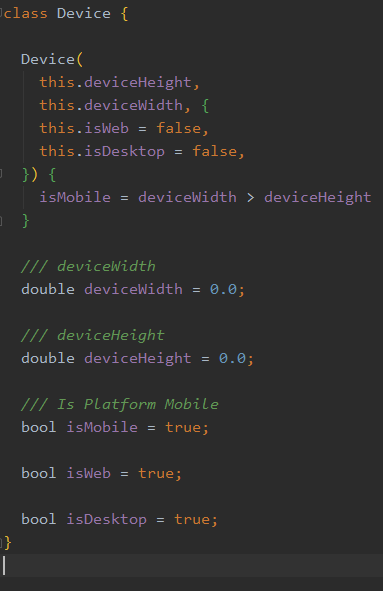 class Device {
Device(
this.deviceHeight,
this.deviceWidth, {
this.isWeb = false,
this.isDesktop = false,
}) {
isMobile = deviceWidth > deviceHeight
}
/// deviceWidth
double deviceWidth = 0.0;
/// deviceHeight
double deviceHeight = 0.0;
/// Is Platform Mobile
bool isMobile = true;
bool isWeb = true;
bool isDesktop = true;
}